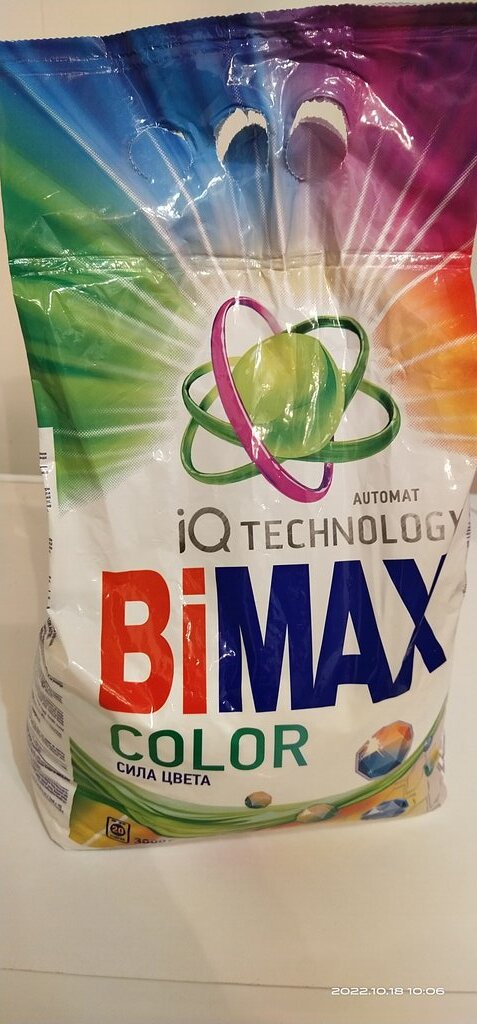 AUTOMAT
iQ TECHNOLOGY
BiMAX
COLOR
СИЛА ЦВЕТА
20
2022.10.18 10:06